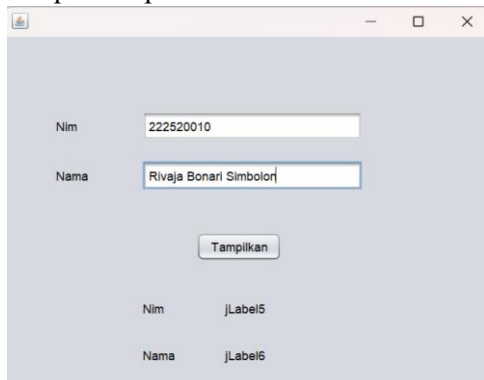 Nim 222520010
Nama Rivaja Bonari Simbolon
Tampilkan
Nim jLabel5
Nama jLabel6